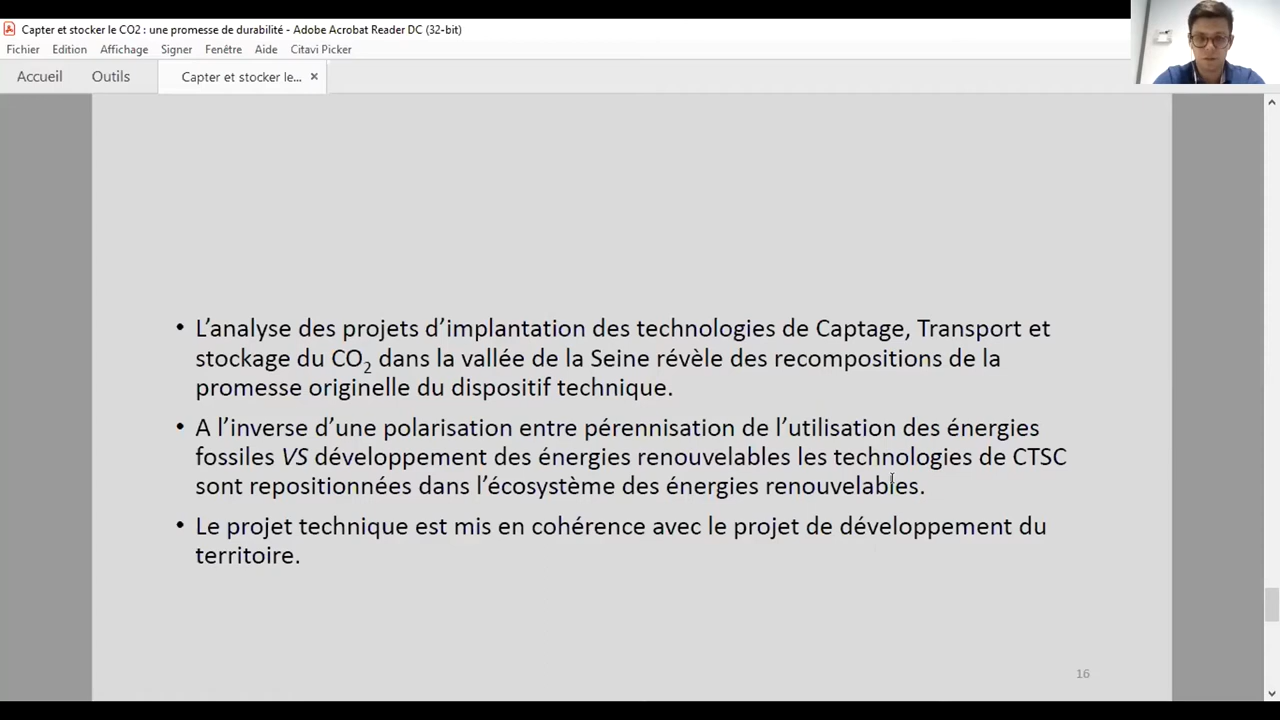 Capter et stocker le CO2 : une promesse de durabilité - Adobe Acrobat Reader DC (32-bit)
Fichier Edition Affichage Signer Fenêtre Aide Citavi Picker
Accueil Outils Capter et stocker le... ×
• L’analyse des projets d’implantation des technologies de Captage, Transport et
stockage du CO₂ dans la vallée de la Seine révèle des recompositions de la
promesse originelle du dispositif technique.
• A l’inverse d’une polarisation entre pérennisation de l’utilisation des énergies
fossiles VS développement des énergies renouvelables les technologies de CTSC
sont repositionnées dans l’écosystème des énergies renouvelables.
• Le projet technique est mis en cohérence avec le projet de développement du
territoire.
16